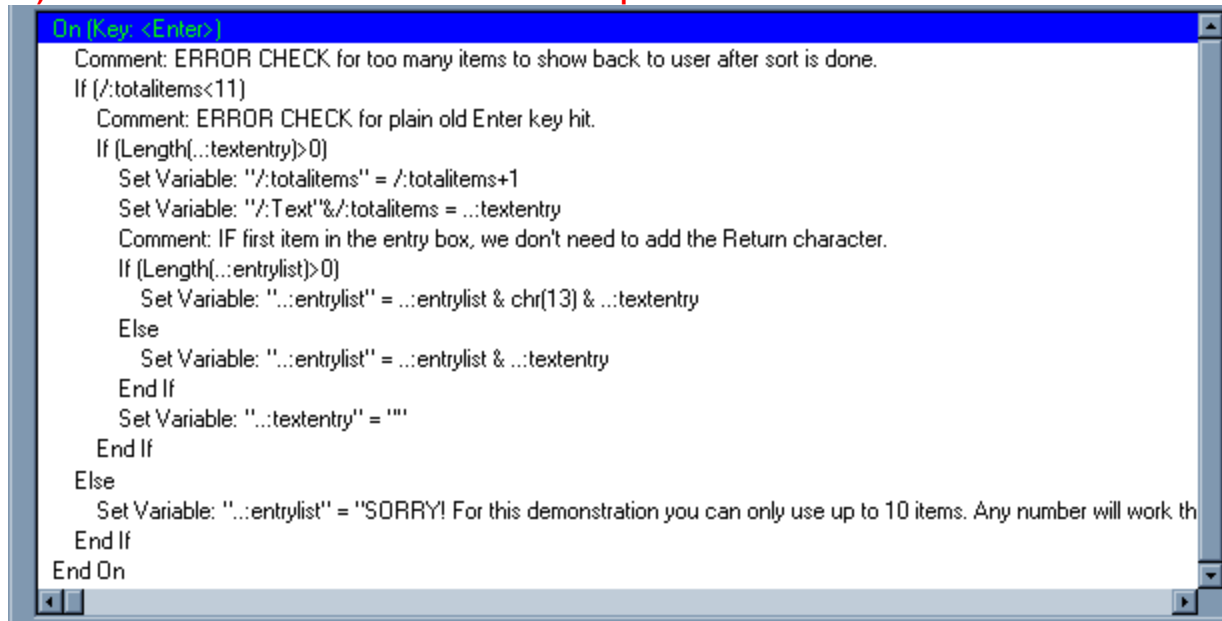 On (Key: <Enter>)
Comment: ERROR CHECK for too many items to show back to user after sort is done.
If (/:totalitems<11)
Comment: ERROR CHECK for plain old Enter key hit.
If (Length(..:textentry)>0)
Set Variable: "/:totalitems" = /:totalitems+1
Set Variable: "/:Text"&/:totalitems = ..:textentry
Comment: IF first item in the entry box, we don't need to add the Return character.
If (Length(..:entrylist)>0)
Set Variable: "..:entrylist" = ..:entrylist & chr(13) & ..:textentry
Else
Set Variable: "..:entrylist" = ..:entrylist & ..:textentry
End If
Set Variable: "..:textentry" = ""
End If
Else
Set Variable: "..:entrylist" = "SORRY! For this demonstration you can only use up to 10 items. Any number will work th
End If
End On